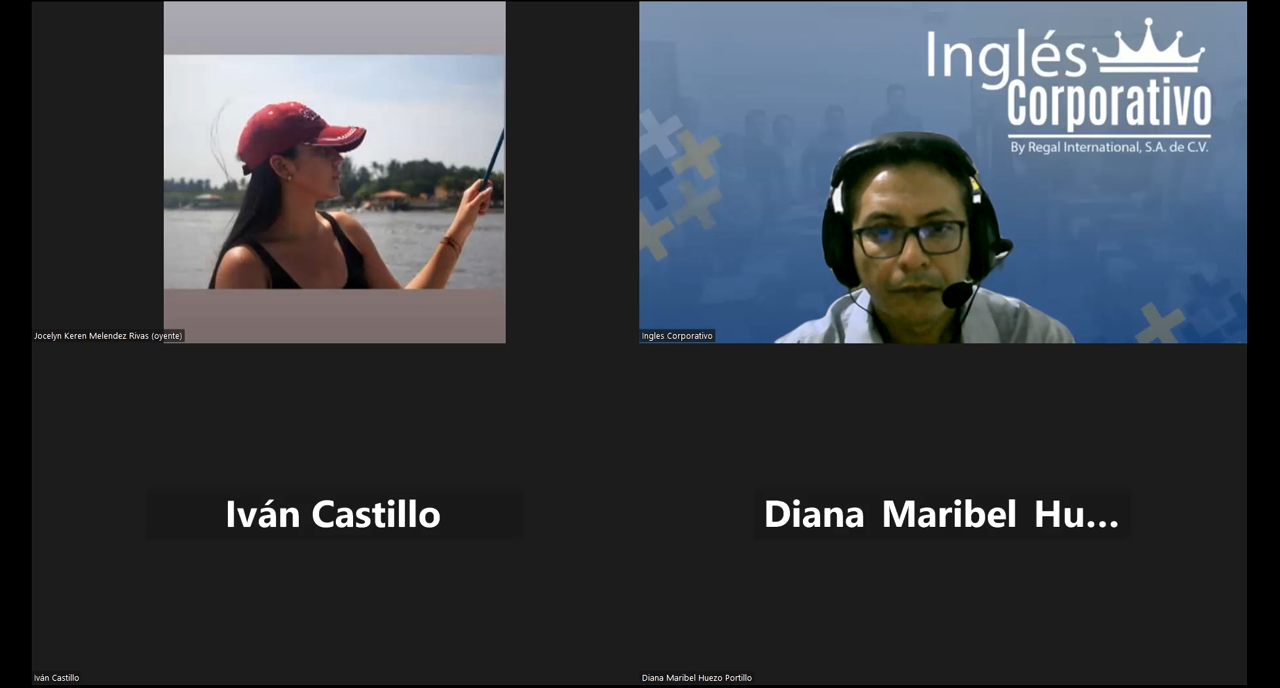 Inglés
Corporativo
By Regal International, S.A. de C.V.
Jocelyn Keren Melendez Rivas (oyente)
Ingles Corporativo
Iván Castillo
Diana Maribel Hu...
Iván Castillo
Diana Maribel Huezo Portillo